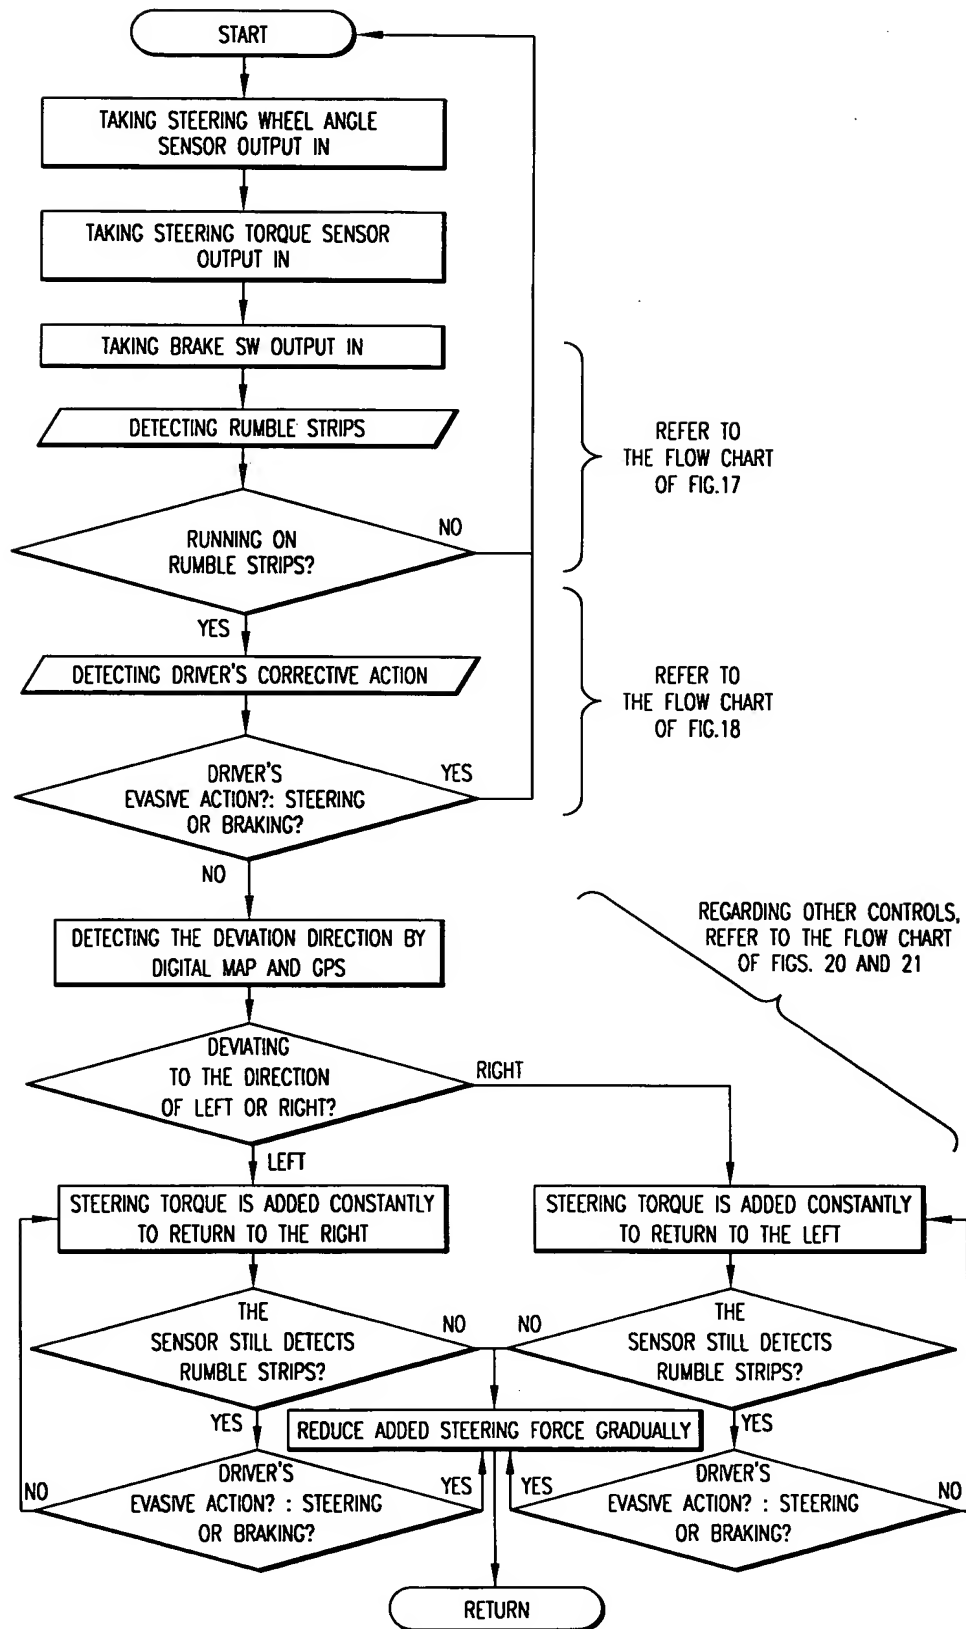 START
TAKING STEERING WHEEL ANGLE
SENSOR OUTPUT IN
TAKING STEERING TORQUE SENSOR
OUTPUT IN
TAKING BRAKE SW OUTPUT IN
DETECTING RUMBLE STRIPS
REFER TO
THE FLOW CHART
OF FIG.17
RUNNING ON
RUMBLE STRIPS?
NO
YES
DETECTING DRIVER'S CORRECTIVE ACTION
REFER TO
THE FLOW CHART
OF FIG.18
DRIVER'S
EVASIVE ACTION?: STEERING
OR BRAKING?
YES
NO
REGARDING OTHER CONTROLS,
REFER TO THE FLOW CHART
OF FIGS. 20 AND 21
DETECTING THE DEVIATION DIRECTION BY
DIGITAL MAP AND GPS
DEVIATING
TO THE DIRECTION
OF LEFT OR RIGHT?
RIGHT
LEFT
STEERING TORQUE IS ADDED CONSTANTLY
TO RETURN TO THE RIGHT
STEERING TORQUE IS ADDED CONSTANTLY
TO RETURN TO THE LEFT
THE
SENSOR STILL DETECTS
RUMBLE STRIPS?
NO
NO
THE
SENSOR STILL DETECTS
RUMBLE STRIPS?
YES
REDUCE ADDED STEERING FORCE GRADUALLY
YES
NO
DRIVER'S
EVASIVE ACTION? : STEERING
OR BRAKING?
YES
YES
DRIVER'S
EVASIVE ACTION? : STEERING
OR BRAKING?
NO
RETURN